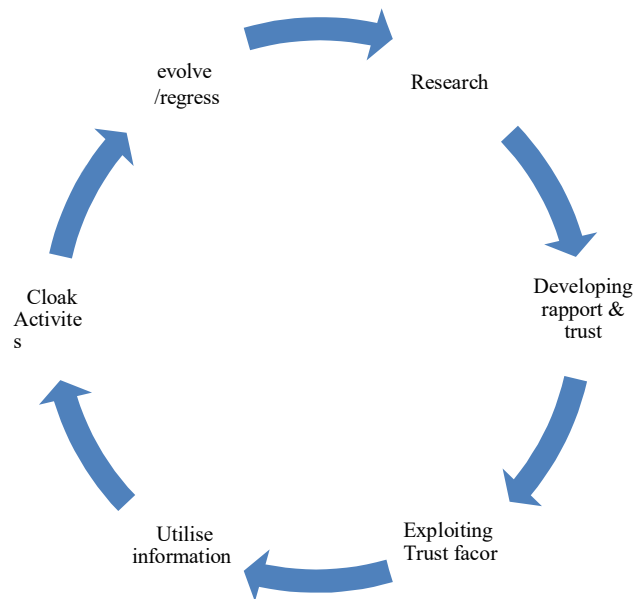 evolve
/regress
Research
Developing
rapport &
trust
Exploiting
Trust facor
Utilise
information
Cloak
Activite
s